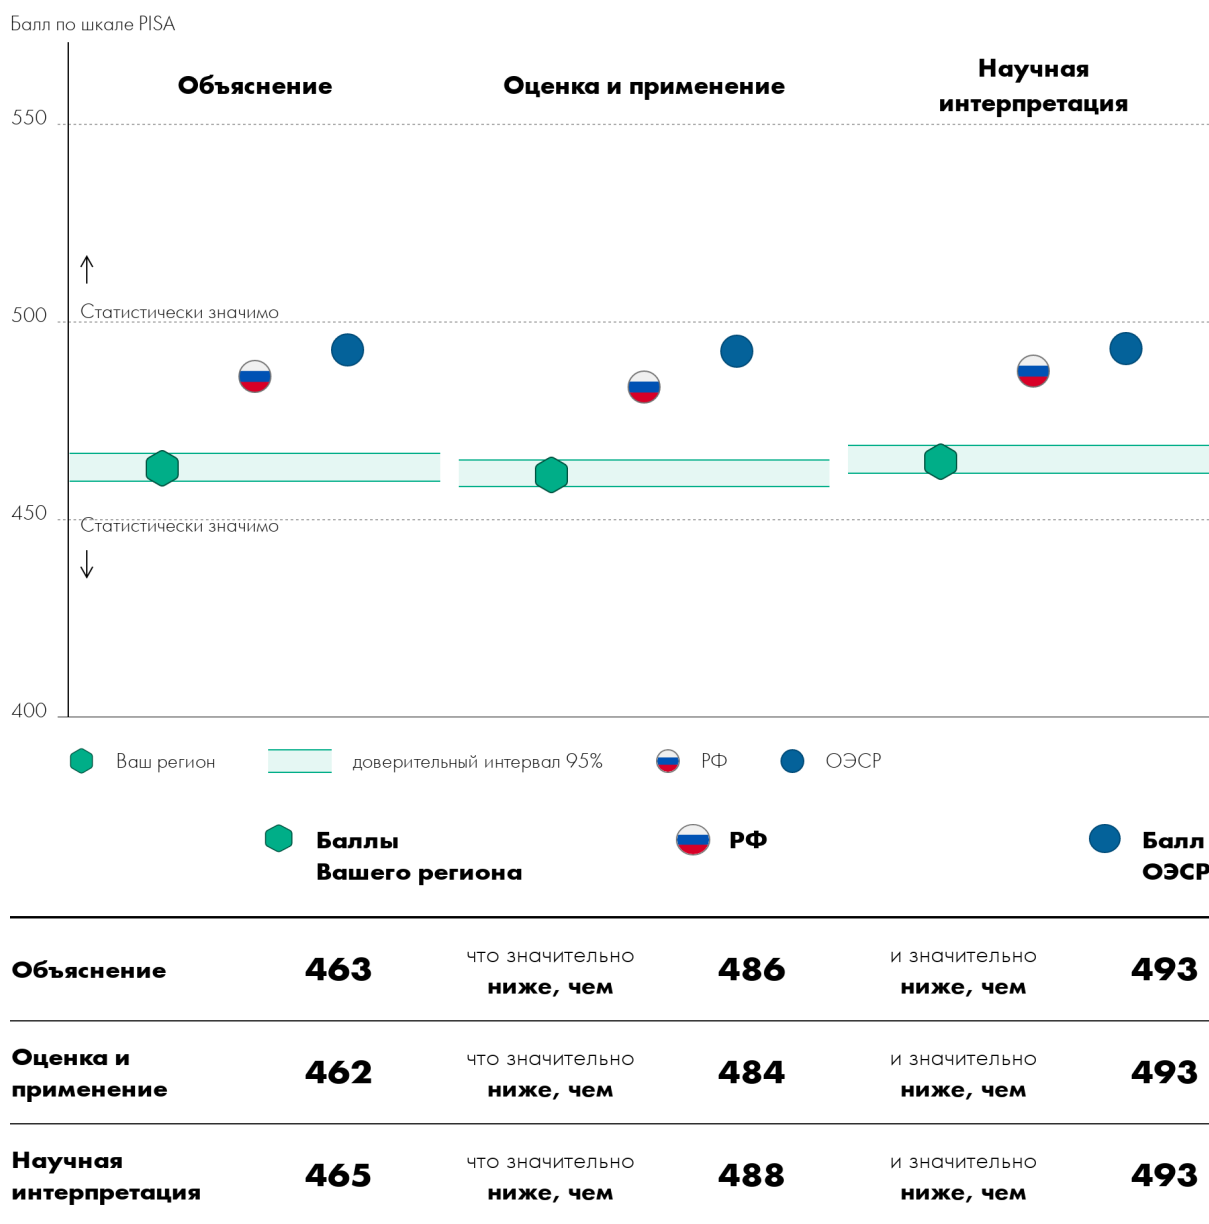 Балл по шкале PISA
Объяснение
Оценка и применение
Научная
интерпретация
550
Статистически значимо
500
450
Статистически значимо
400
Ваш регион
доверительный интервал 95%
РФ
ОЭСР
Баллы
Вашего региона
РФ
Балл
ОЭСР
Объяснение
463
что значительно
ниже, чем
486
и значительно
ниже, чем
493
Оценка и
применение
462
что значительно
ниже, чем
484
и значительно
ниже, чем
493
Научная
интерпретация
465
что значительно
ниже, чем
488
и значительно
ниже, чем
493